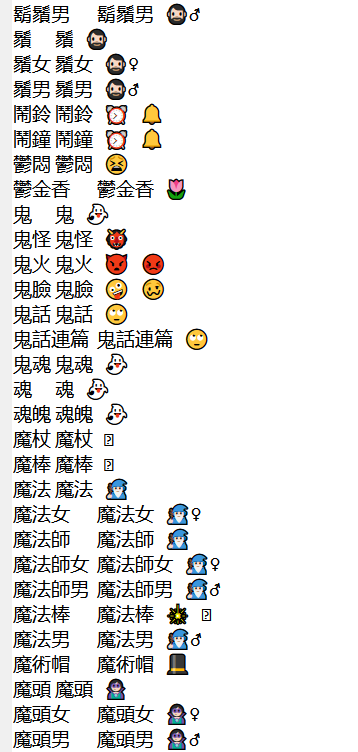 鬍鬚男 鬍鬚男 🧔🏻♂
鬚 鬚 🧔🏻
鬚女 鬚女 🧔🏻♀
鬚男 鬚男 🧔🏻♂
鬧鈴 鬧鈴 ⏰ 🔔
鬧鐘 鬧鐘 ⏰ 🔔
鬱悶 鬱悶 😫
鬱金香 鬱金香 🌷
鬼 鬼 👻
鬼怪 鬼怪 👹
鬼火 鬼火 👿 😡
鬼臉 鬼臉 🤪 🥴
鬼話 鬼話 🙄
鬼話連篇 鬼話連篇 🙄
鬼魂 鬼魂 👻
魂 魂 👻
魂魄 魂魄 👻
魔杖 魔杖
魔棒 魔棒
魔法 魔法 🧙
魔法女 魔法女 🧙♀
魔法師 魔法師 🧙
魔法師女 魔法師女 🧙♀
魔法師男 魔法師男 🧙♂
魔法棒 魔法棒
魔法男 魔法男 🧙♂
魔術帽 魔術帽 🎩
魔頭 魔頭 🦹
魔頭女 魔頭女 🦹♀
魔頭男 魔頭男 🦹♂